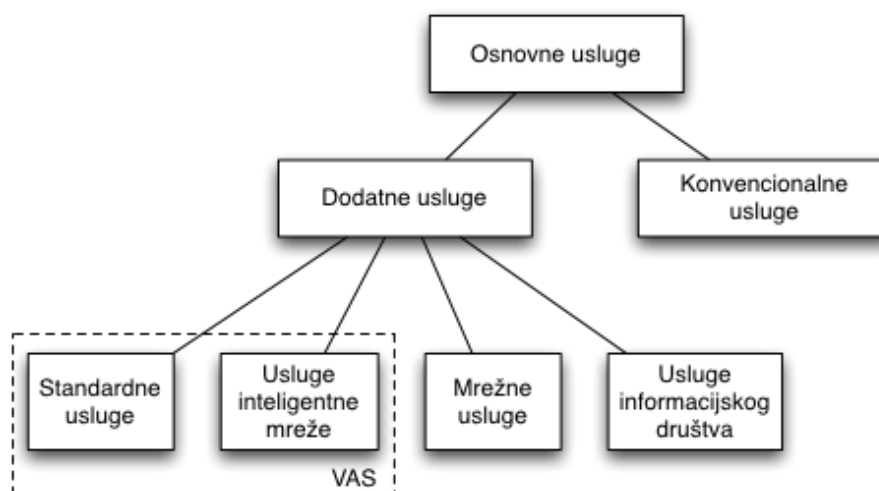 Osnovne usluge
Dodatne usluge
Konvencionalne
usluge
Standardne
usluge
Usluge
inteligentne
mreže
Mrežne
usluge
Usluge
informacijskog
društva
VAS